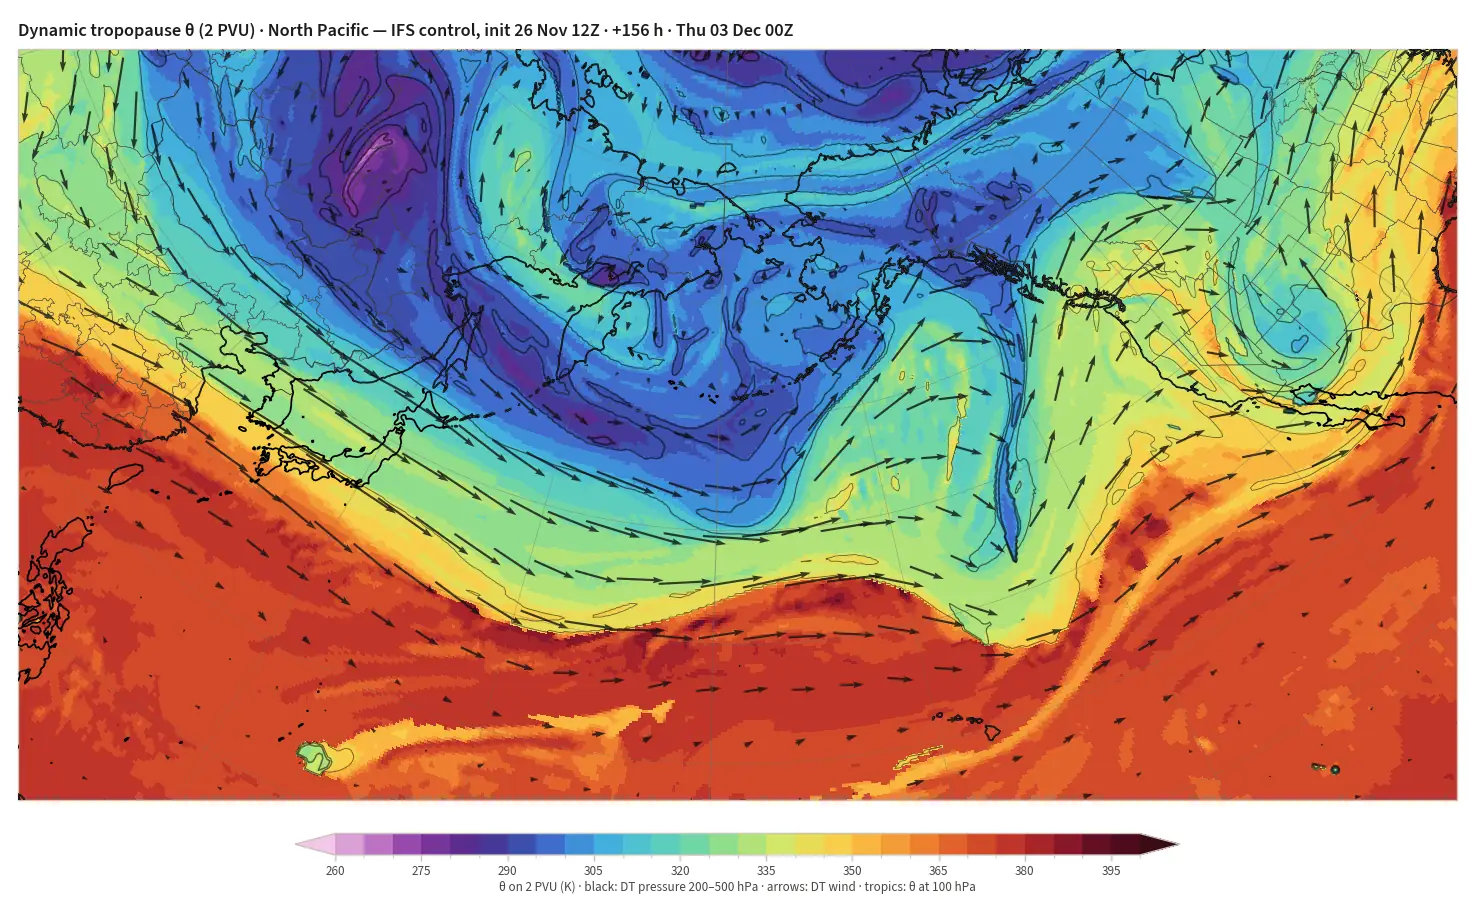 Dynamic tropopause θ (2 PVU) · North Pacific — IFS control, init 26 Nov 12Z · +156 h · Thu 03 Dec 00Z
260 275 290 305 320 335 350 365 380 395
θ on 2 PVU (K) · black: DT pressure 200–500 hPa · arrows: DT wind · tropics: θ at 100 hPa